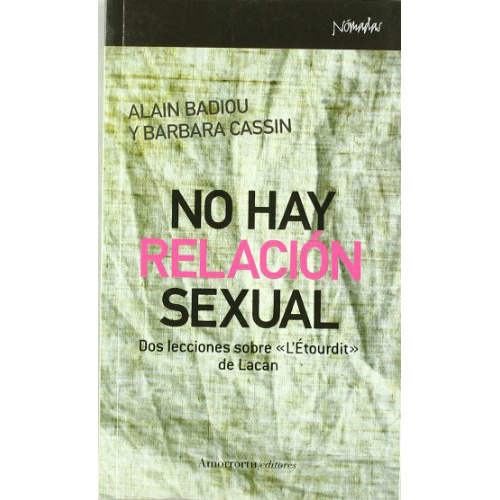 Nómadas
ALAIN BADIOU
Y BARBARA CASSIN
NO HAY
RELACIÓN
SEXUAL
Dos lecciones sobre «L'Étourdit»
de Lacan
Amorrortu editores